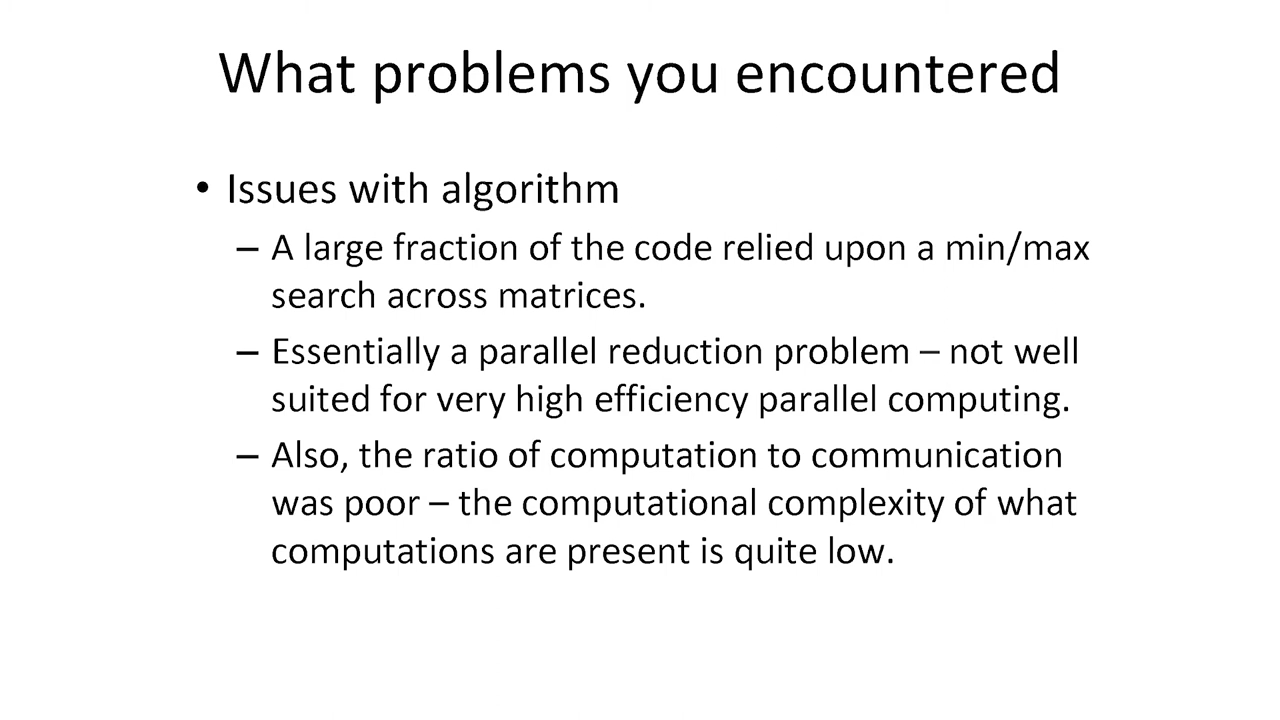 What problems you encountered
• Issues with algorithm
– A large fraction of the code relied upon a min/max
search across matrices.
– Essentially a parallel reduction problem – not well
suited for very high efficiency parallel computing.
– Also, the ratio of computation to communication
was poor – the computational complexity of what
computations are present is quite low.